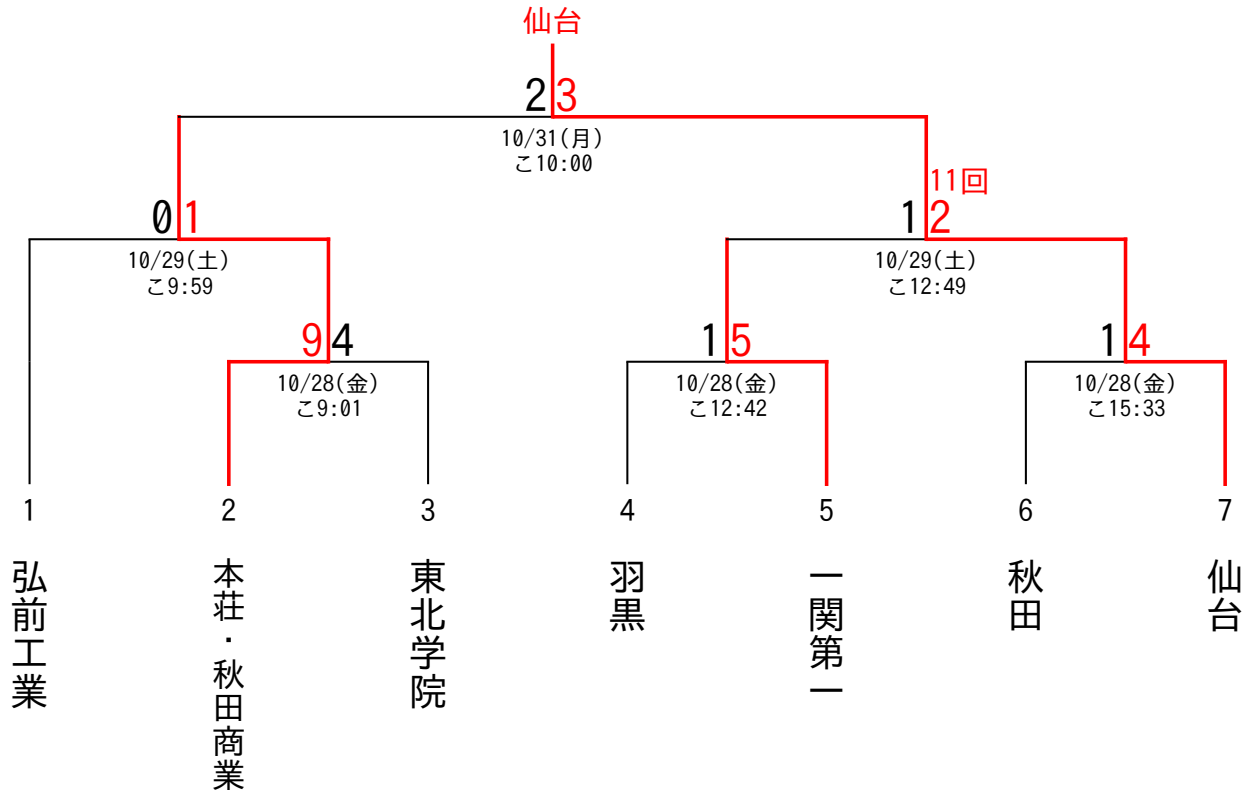 仙台
2 3
10/31(月)
こ10:00
11回
0 1
1 2
10/29(土)
こ9:59
10/29(土)
こ12:49
9 4
1 5
1 4
10/28(金)
こ9:01
10/28(金)
こ12:42
10/28(金)
こ15:33
1
2
3
4
5
6
7
弘前工業
本荘・秋田商業
東北学院
羽黒
一関第一
秋田
仙台